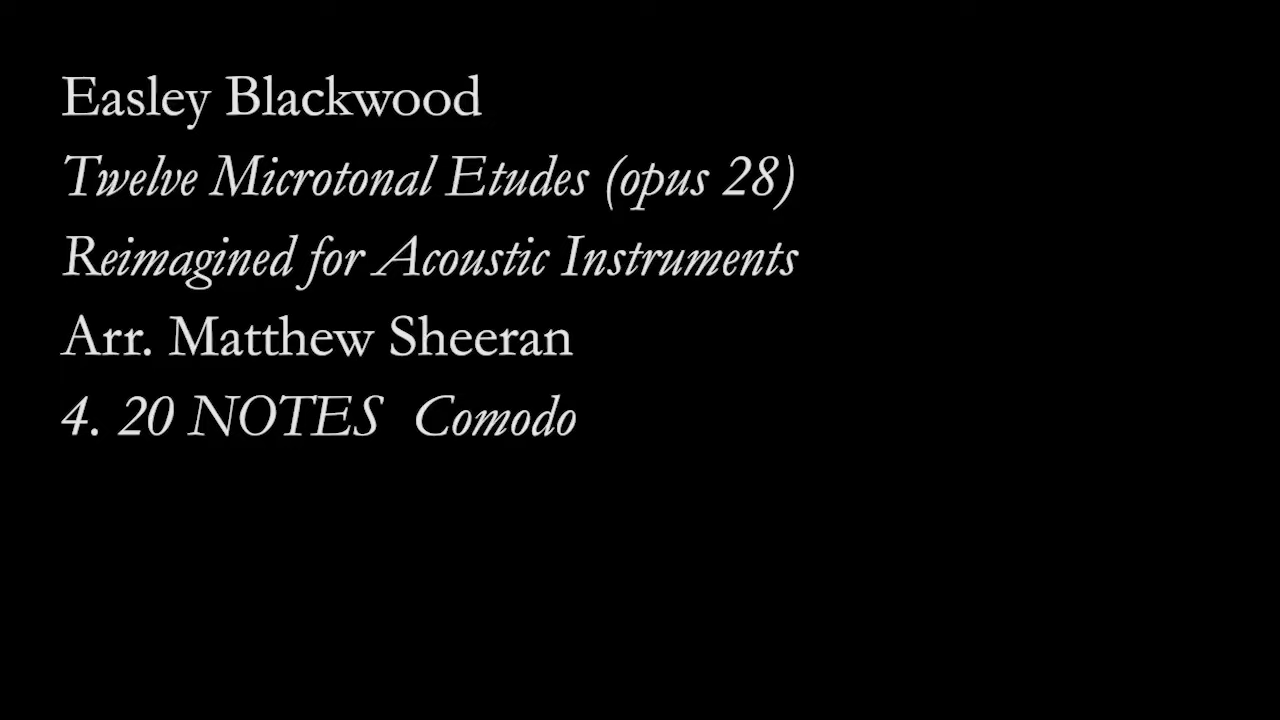 Easley Blackwood
Twelve Microtonal Etudes (opus 28)
Reimagined for Acoustic Instruments
Arr. Matthew Sheeran
4. 20 NOTES Comodo